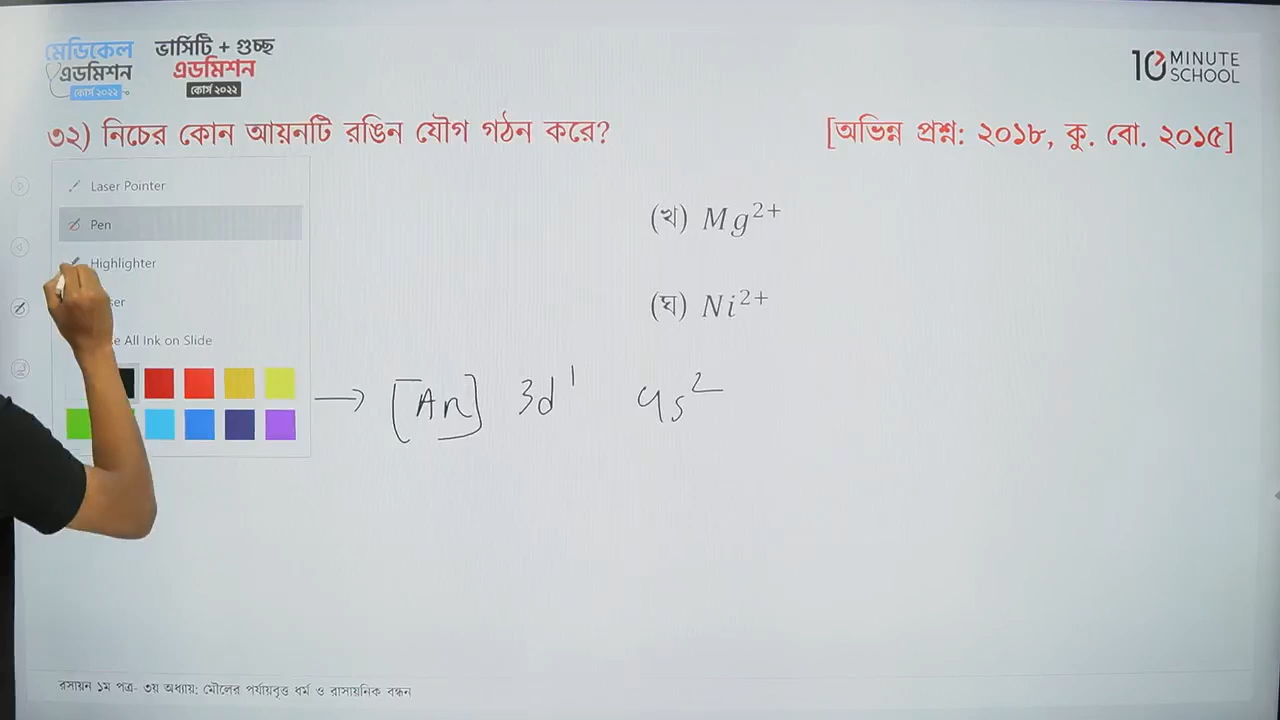 মেডিকেল
এডমিশন
কোর্স ২০২২
ভার্সিটি + গুচ্ছ
এডমিশন
কোর্স ২০২২
10 MINUTE
SCHOOL
৩২) নিচের কোন আয়নটি রঙিন যৌগ গঠন করে? [অভিন্ন প্রশ্ন: ২০১৮, কু. বো. ২০১৫]
Laser Pointer
Pen
Highlighter
All Ink on Slide
(খ) Mg²⁺
(ঘ) Ni²⁺
→ [Ar] 3d¹ 4s²
রসায়ন ১ম পত্র- ৩য় অধ্যায়: মৌলের পর্যায়বৃত্ত ধর্ম ও রাসায়নিক বন্ধন